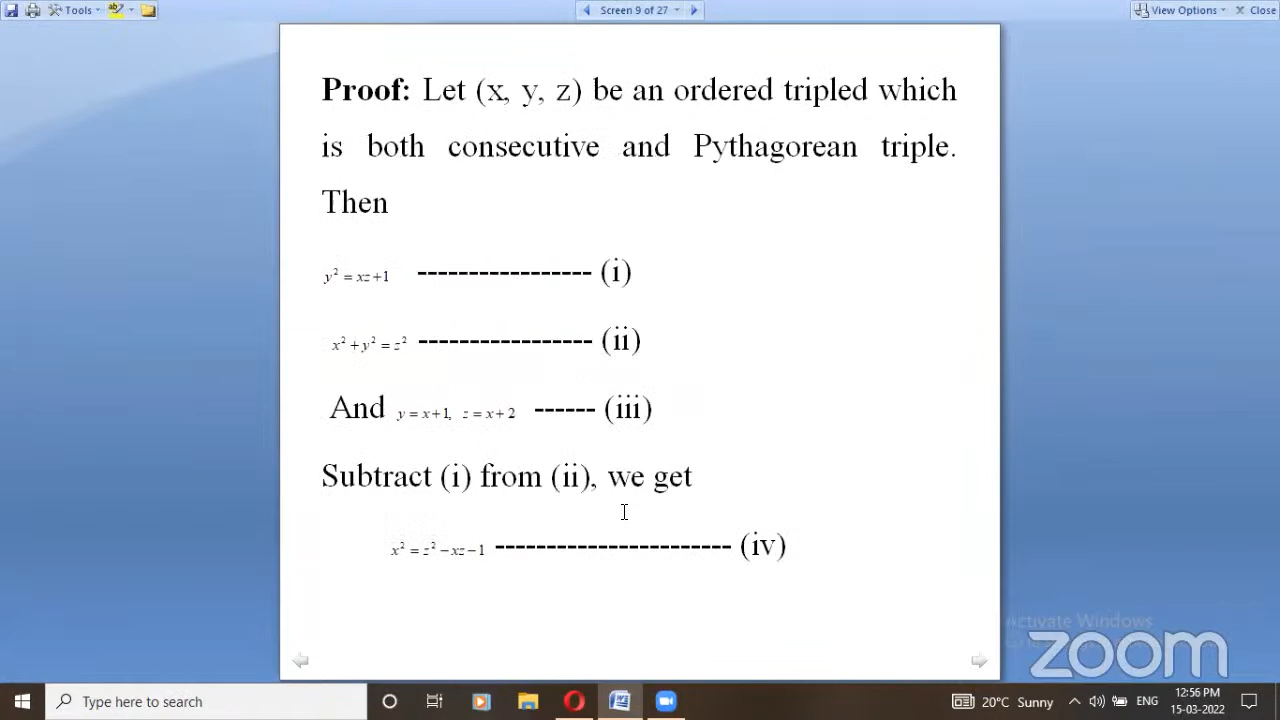 Tools
Screen 9 of 27
View Options
Close
Proof: Let (x, y, z) be an ordered tripled which
is both consecutive and Pythagorean triple.
Then
y² = xz+1 ----------------- (i)
x² + y² = z² ----------------- (ii)
And y = x+1, z = x+2 ------ (iii)
Subtract (i) from (ii), we get
x² = z² − xz − 1 ----------------------- (iv)
Activate Windows
zoom
Type here to search
20°C Sunny
ENG
12:56 PM
15-03-2022